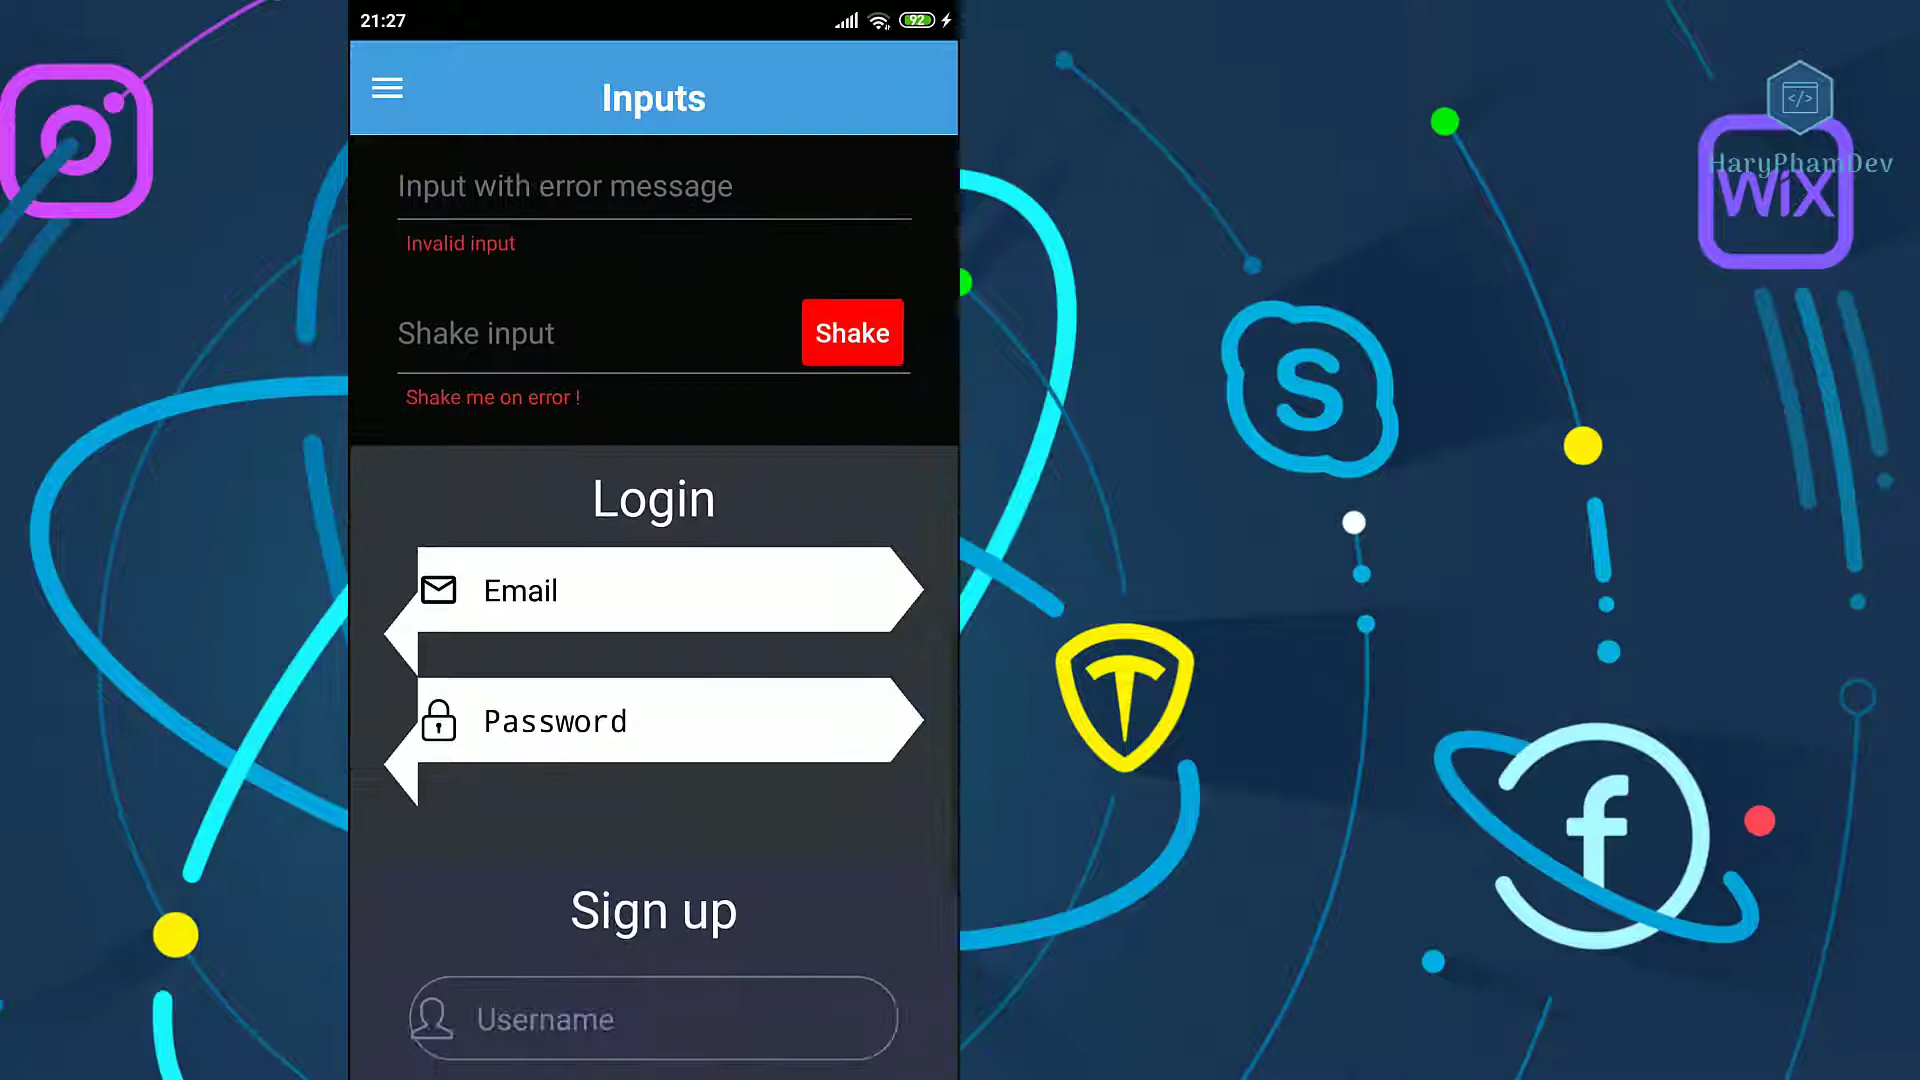 21:27
92
Inputs
Input with error message
Invalid input
Shake input
Shake
Shake me on error !
Login
Email
Password
Sign up
Username
</>
HaryPhamDev
WiX
S
T
f